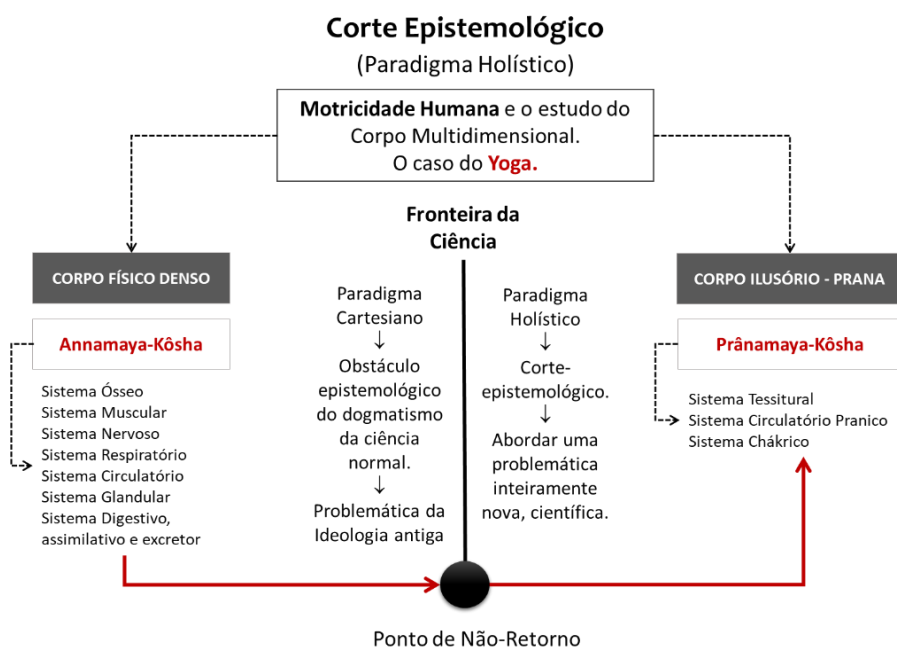 Corte Epistemológico
(Paradigma Holístico)
Motricidade Humana e o estudo do
Corpo Multidimensional.
O caso do Yoga.
Fronteira da
Ciência
CORPO FÍSICO DENSO
Annamaya-Kôsha
Sistema Ósseo
Sistema Muscular
Sistema Nervoso
Sistema Respiratório
Sistema Circulatório
Sistema Glandular
Sistema Digestivo,
assimilativo e excretor
Paradigma
Cartesiano
↓
Obstáculo
epistemológico
do dogmatismo
da ciência
normal.
↓
Problemática da
Ideologia antiga
Paradigma
Holístico
↓
Corte-
epistemológico.
↓
Abordar uma
problemática
inteiramente
nova, científica.
CORPO ILUSÓRIO - PRANA
Prânamaya-Kôsha
Sistema Tessitural
Sistema Circulatório Pranico
Sistema Chákrico
Ponto de Não-Retorno